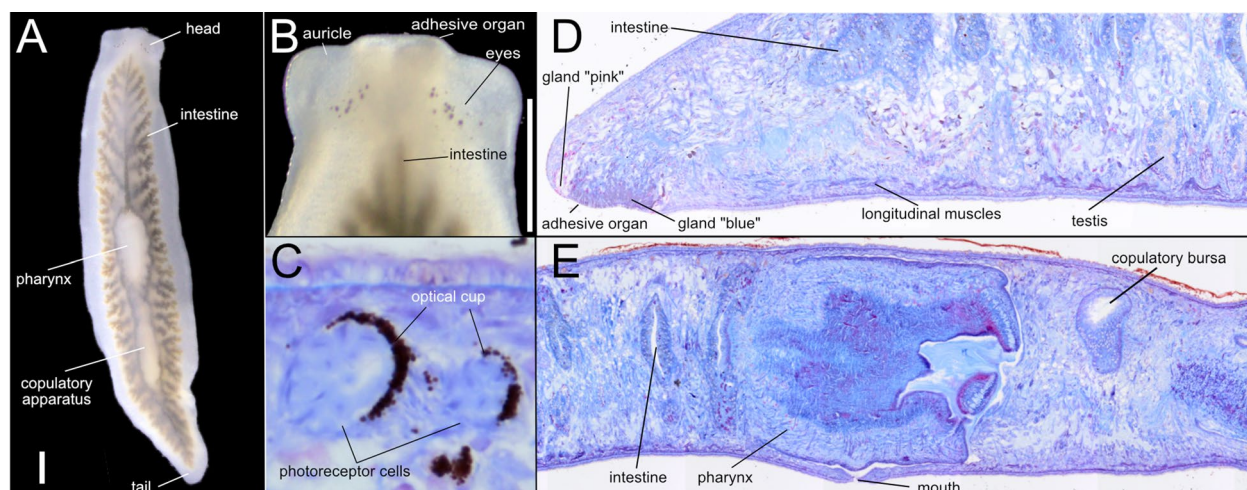 A
head
intestine
pharynx
copulatory
apparatus
tail
B
auricle
adhesive organ
eyes
intestine
C
optical cup
photoreceptor cells
D
intestine
gland "pink"
adhesive organ
gland "blue"
longitudinal muscles
testis
E
copulatory bursa
intestine
pharynx
mouth